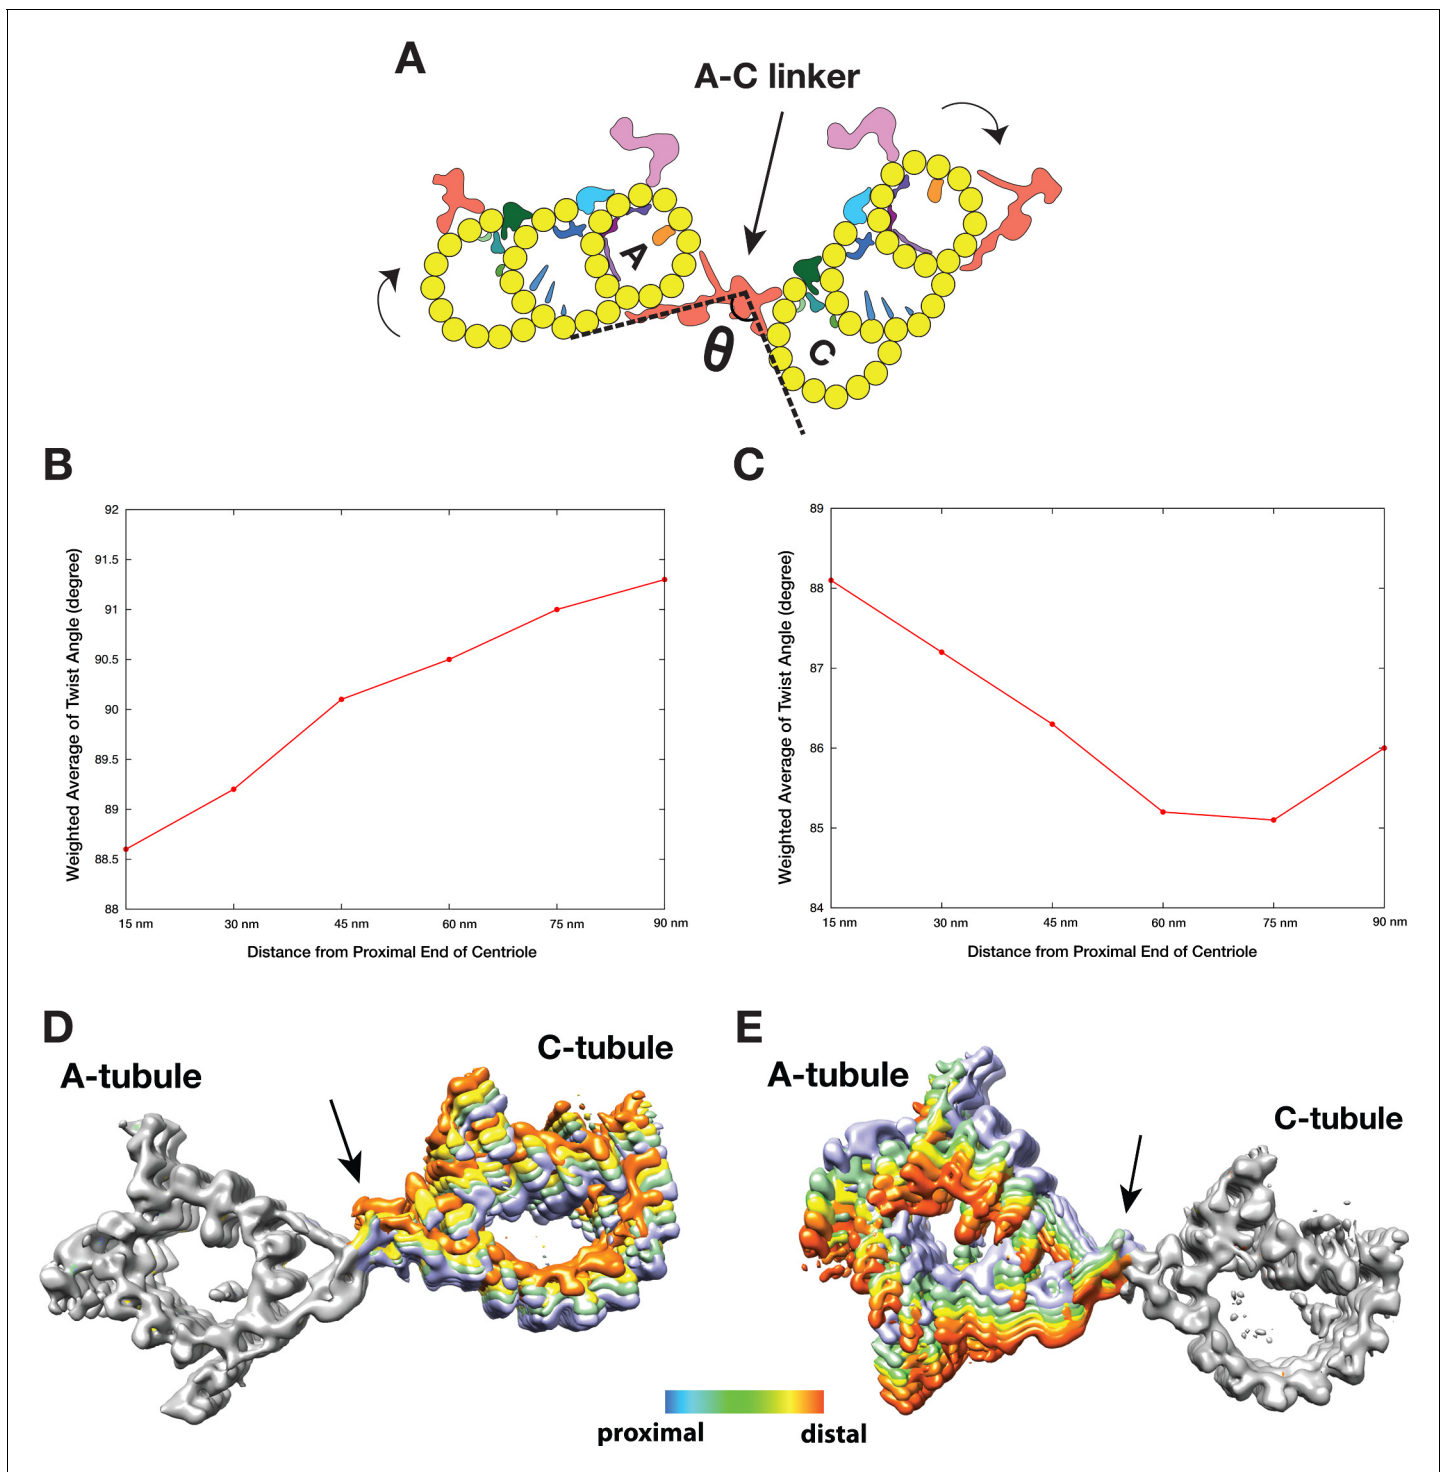 A
A-C linker
A
C
θ
B
92
91.5
91
90.5
90
89.5
89
88.5
88
15 nm 30 nm 45 nm 60 nm 75 nm 90 nm
Weighted Average of Twist Angle (degree)
Distance from Proximal End of Centriole
C
89
88
87
86
85
84
15 nm 30 nm 45 nm 60 nm 75 nm 90 nm
Weighted Average of Twist Angle (degree)
Distance from Proximal End of Centriole
D
A-tubule
C-tubule
E
A-tubule
C-tubule
proximal distal